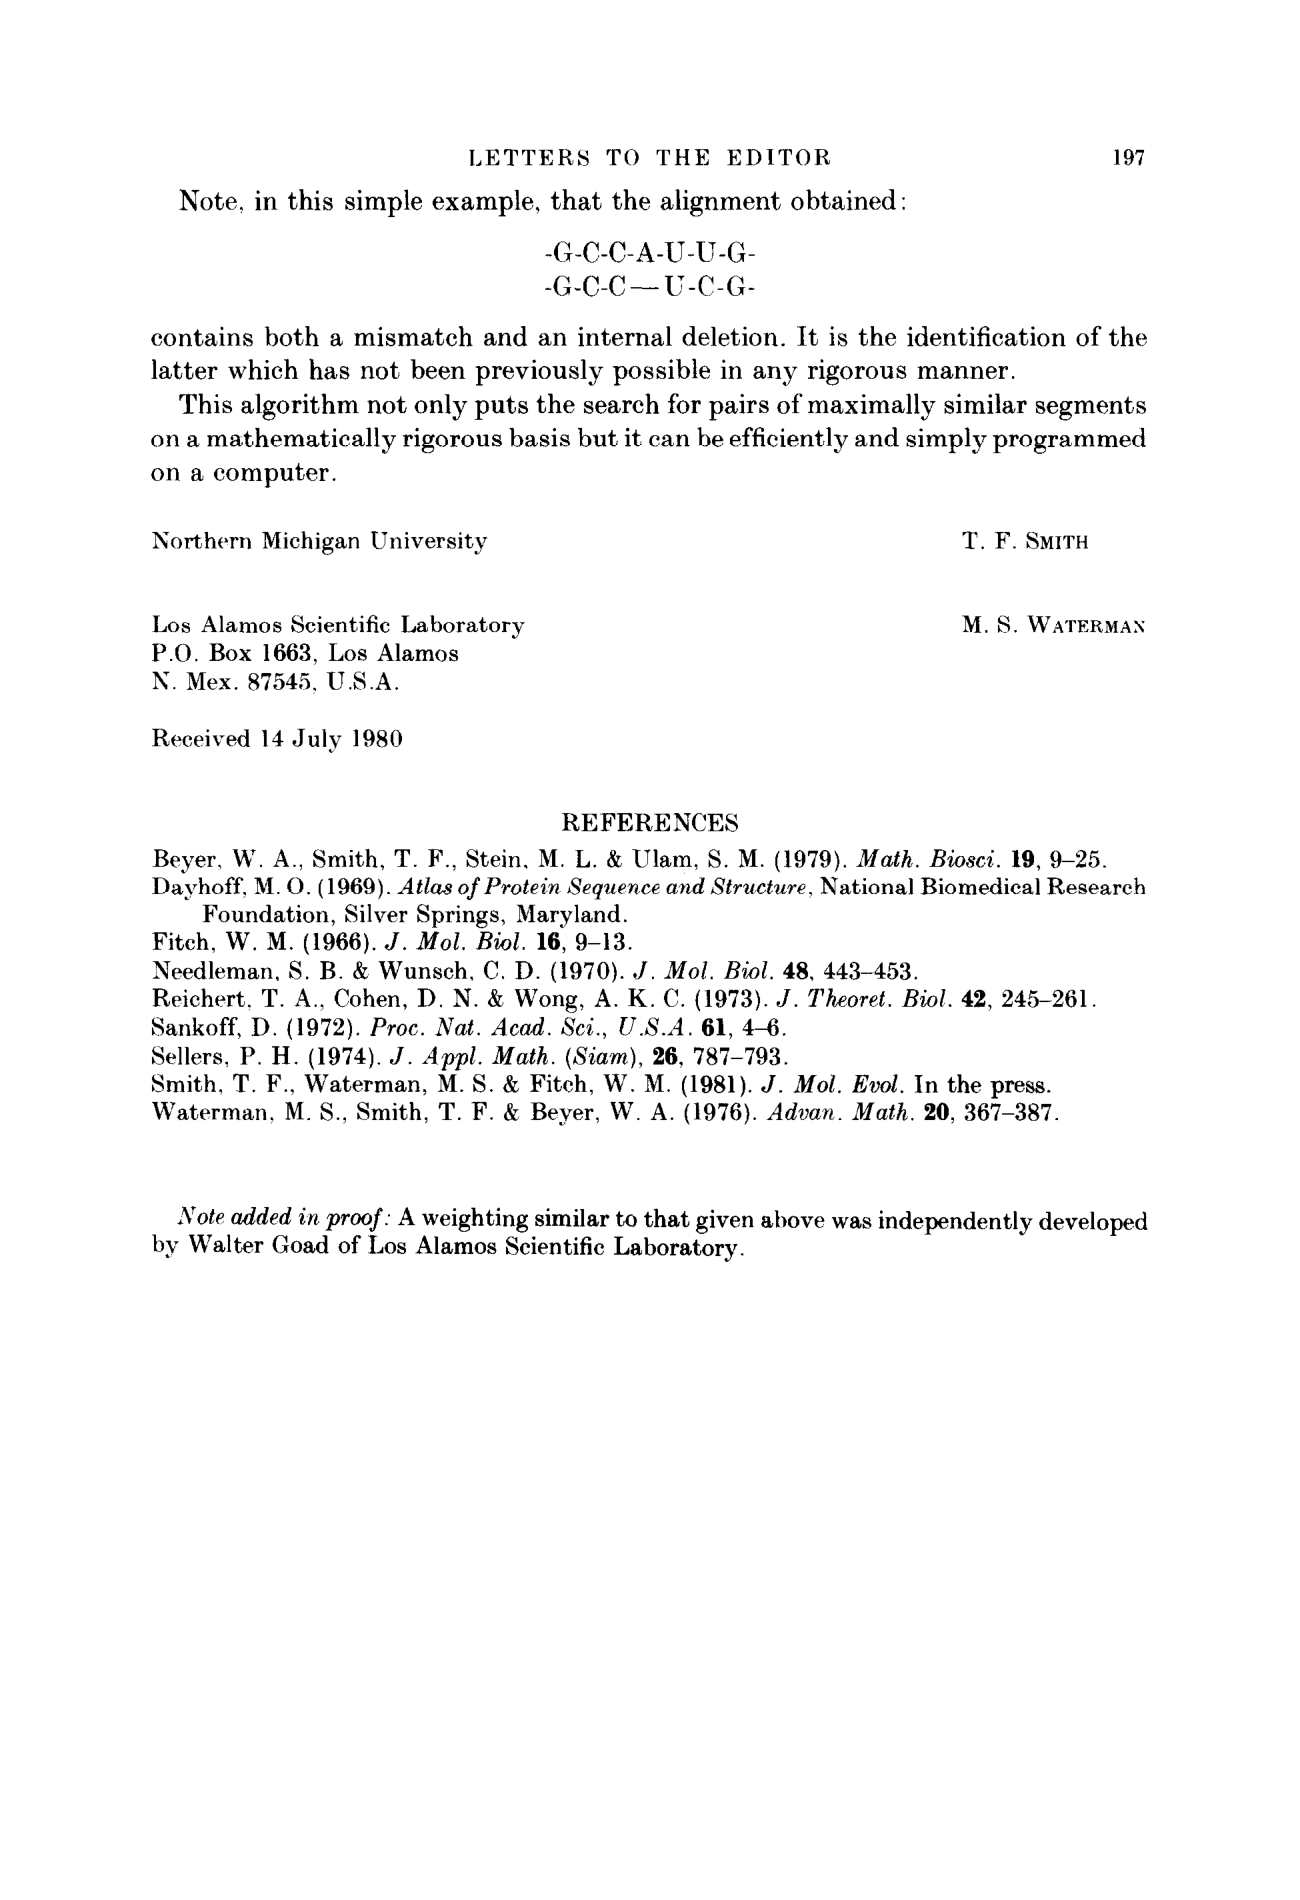 LETTERS TO THE EDITOR 197
Note, in this simple example, that the alignment obtained:
-G-C-C-A-U-U-G-
-G-C-C—U-C-G-
contains both a mismatch and an internal deletion. It is the identification of the
latter which has not been previously possible in any rigorous manner.
This algorithm not only puts the search for pairs of maximally similar segments
on a mathematically rigorous basis but it can be efficiently and simply programmed
on a computer.
Northern Michigan University T. F. SMITH
Los Alamos Scientific Laboratory M. S. WATERMAN
P.O. Box 1663, Los Alamos
N. Mex. 87545, U.S.A.
Received 14 July 1980
REFERENCES
Beyer, W. A., Smith, T. F., Stein, M. L. & Ulam, S. M. (1979). Math. Biosci. 19, 9–25.
Dayhoff, M. O. (1969). Atlas of Protein Sequence and Structure, National Biomedical Research
Foundation, Silver Springs, Maryland.
Fitch, W. M. (1966). J. Mol. Biol. 16, 9–13.
Needleman, S. B. & Wunsch, C. D. (1970). J. Mol. Biol. 48, 443–453.
Reichert, T. A., Cohen, D. N. & Wong, A. K. C. (1973). J. Theoret. Biol. 42, 245–261.
Sankoff, D. (1972). Proc. Nat. Acad. Sci., U.S.A. 61, 4–6.
Sellers, P. H. (1974). J. Appl. Math. (Siam), 26, 787–793.
Smith, T. F., Waterman, M. S. & Fitch, W. M. (1981). J. Mol. Evol. In the press.
Waterman, M. S., Smith, T. F. & Beyer, W. A. (1976). Advan. Math. 20, 367–387.
Note added in proof: A weighting similar to that given above was independently developed
by Walter Goad of Los Alamos Scientific Laboratory.